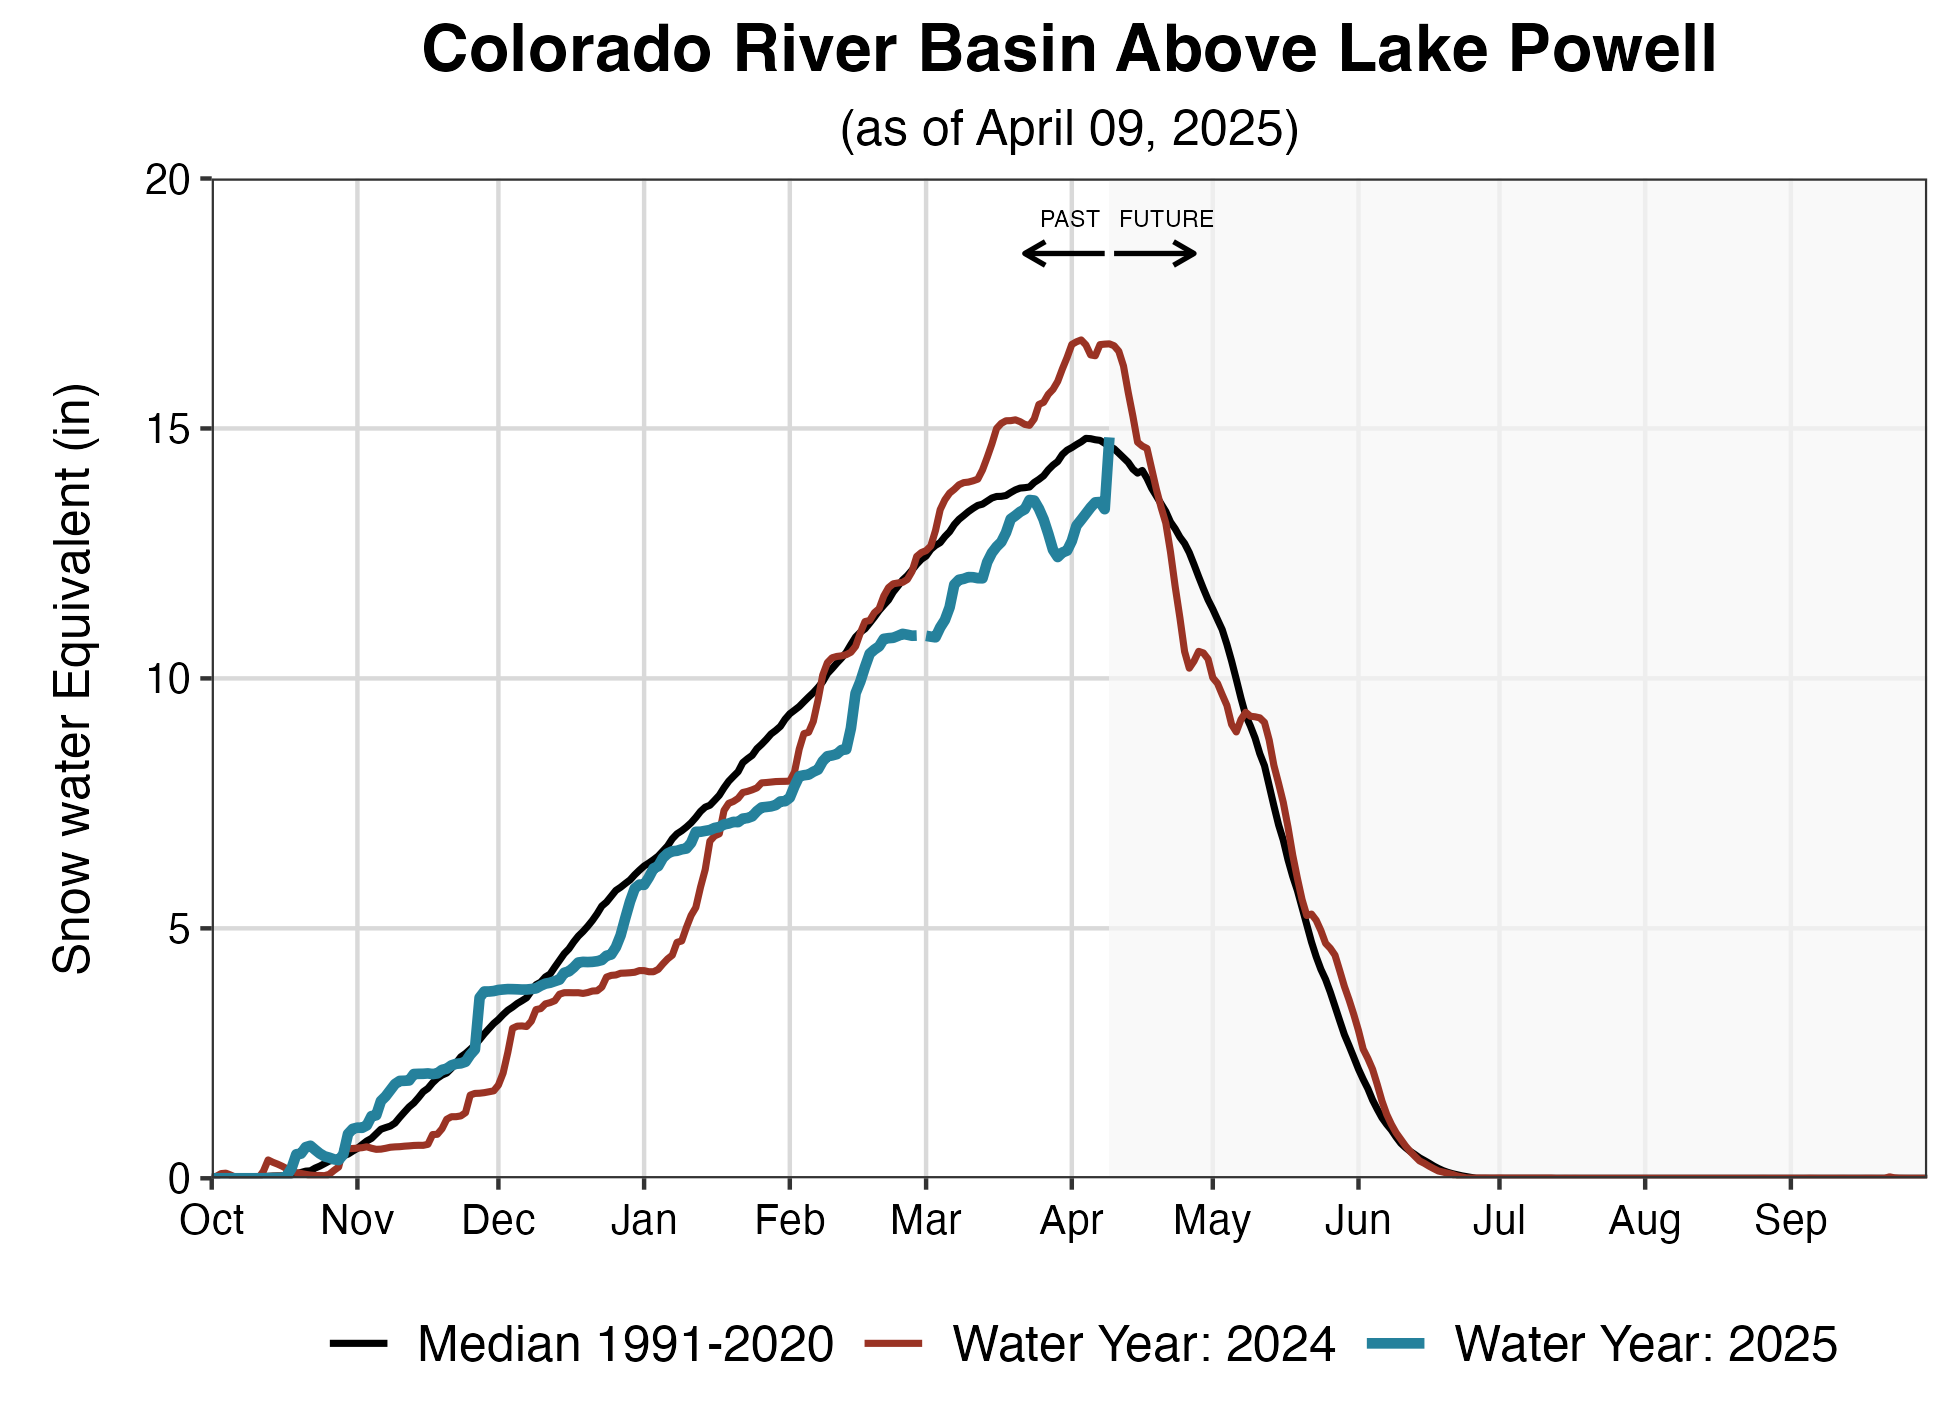 Colorado River Basin Above Lake Powell
(as of April 09, 2025)
20
15
10
5
0
Snow water Equivalent (in)
PAST FUTURE
Oct Nov Dec Jan Feb Mar Apr May Jun Jul Aug Sep
Median 1991-2020 Water Year: 2024 Water Year: 2025